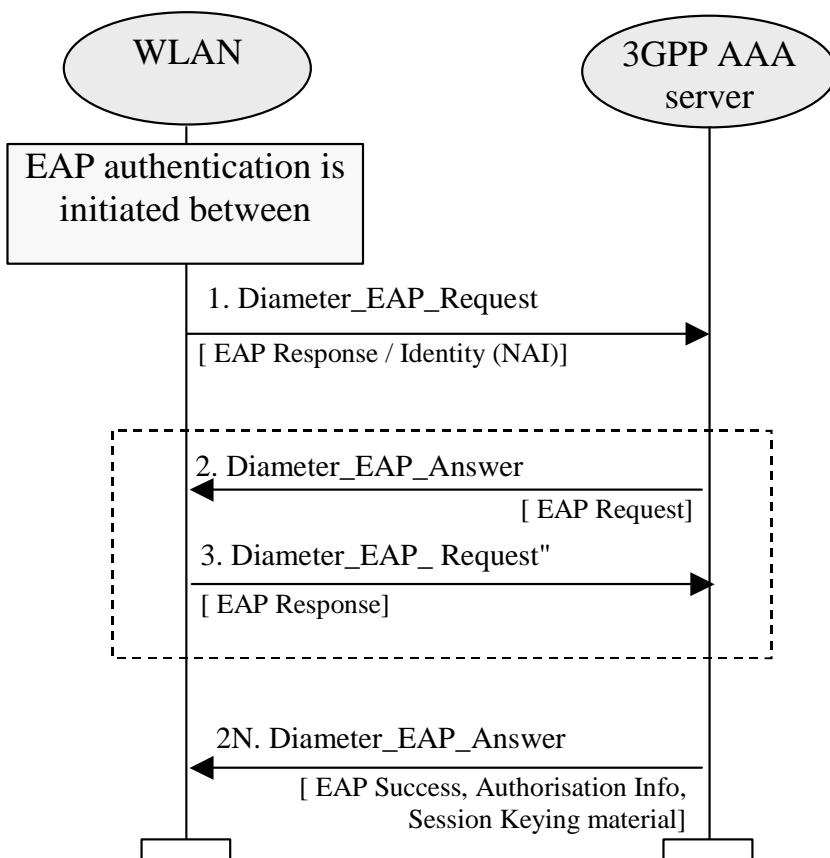 WLAN
3GPP AAA
server
EAP authentication is
initiated between
1. Diameter_EAP_Request
[ EAP Response / Identity (NAI)]
2. Diameter_EAP_Answer
[ EAP Request]
3. Diameter_EAP_ Request"
[ EAP Response]
2N. Diameter_EAP_Answer
[ EAP Success, Authorisation Info,
Session Keying material]